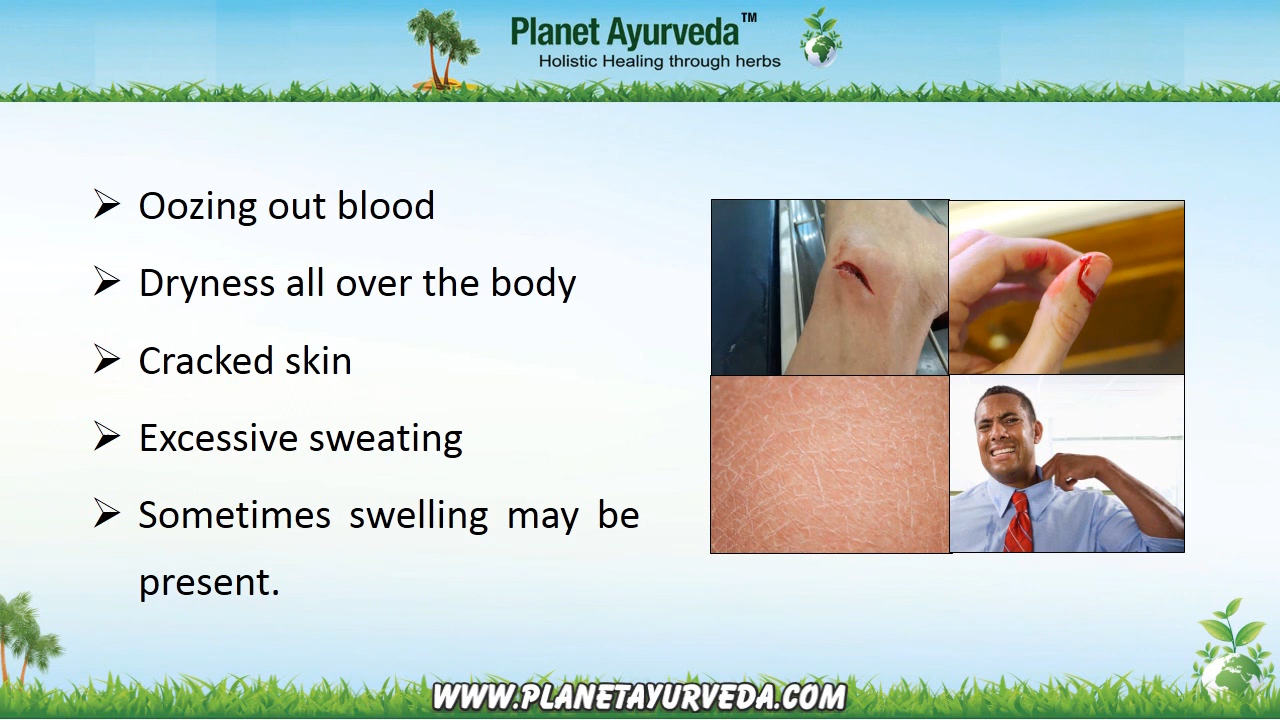 Planet Ayurveda™
Holistic Healing through herbs
➢ Oozing out blood
➢ Dryness all over the body
➢ Cracked skin
➢ Excessive sweating
➢ Sometimes swelling may be
present.
WWW.PLANETAYURVEDA.COM